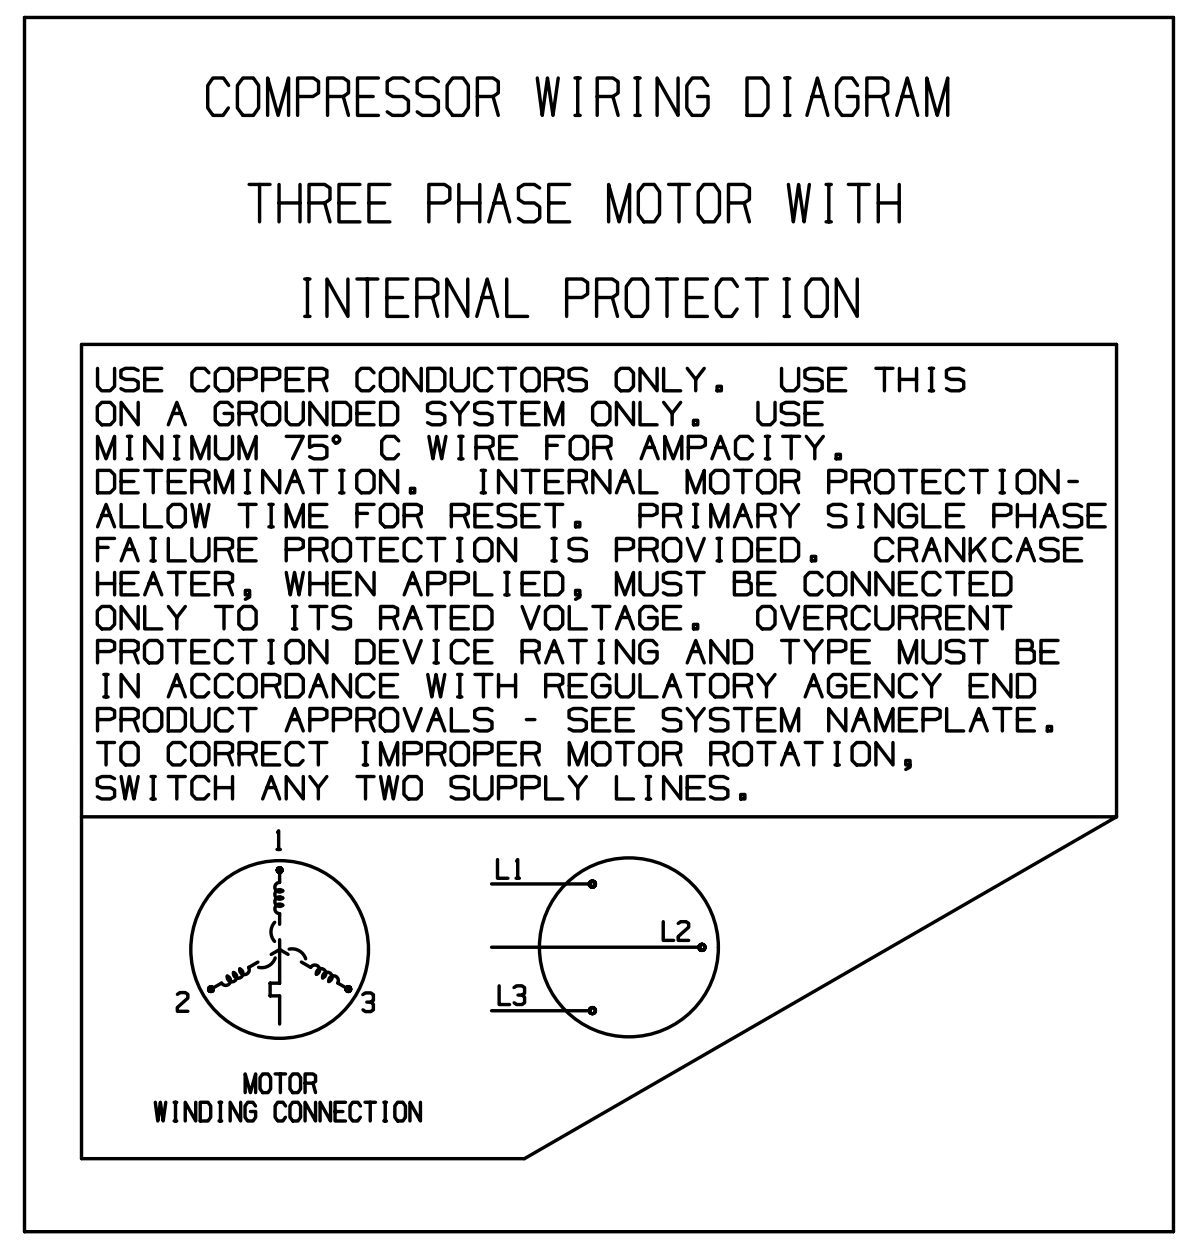 COMPRESSOR WIRING DIAGRAM
THREE PHASE MOTOR WITH
INTERNAL PROTECTION
USE COPPER CONDUCTORS ONLY. USE THIS
ON A GROUNDED SYSTEM ONLY. USE
MINIMUM 75° C WIRE FOR AMPACITY.
DETERMINATION. INTERNAL MOTOR PROTECTION-
ALLOW TIME FOR RESET. PRIMARY SINGLE PHASE
FAILURE PROTECTION IS PROVIDED. CRANKCASE
HEATER, WHEN APPLIED, MUST BE CONNECTED
ONLY TO ITS RATED VOLTAGE. OVERCURRENT
PROTECTION DEVICE RATING AND TYPE MUST BE
IN ACCORDANCE WITH REGULATORY AGENCY END
PRODUCT APPROVALS - SEE SYSTEM NAMEPLATE.
TO CORRECT IMPROPER MOTOR ROTATION,
SWITCH ANY TWO SUPPLY LINES.
1
2
3
MOTOR
WINDING CONNECTION
L1
L2
L3